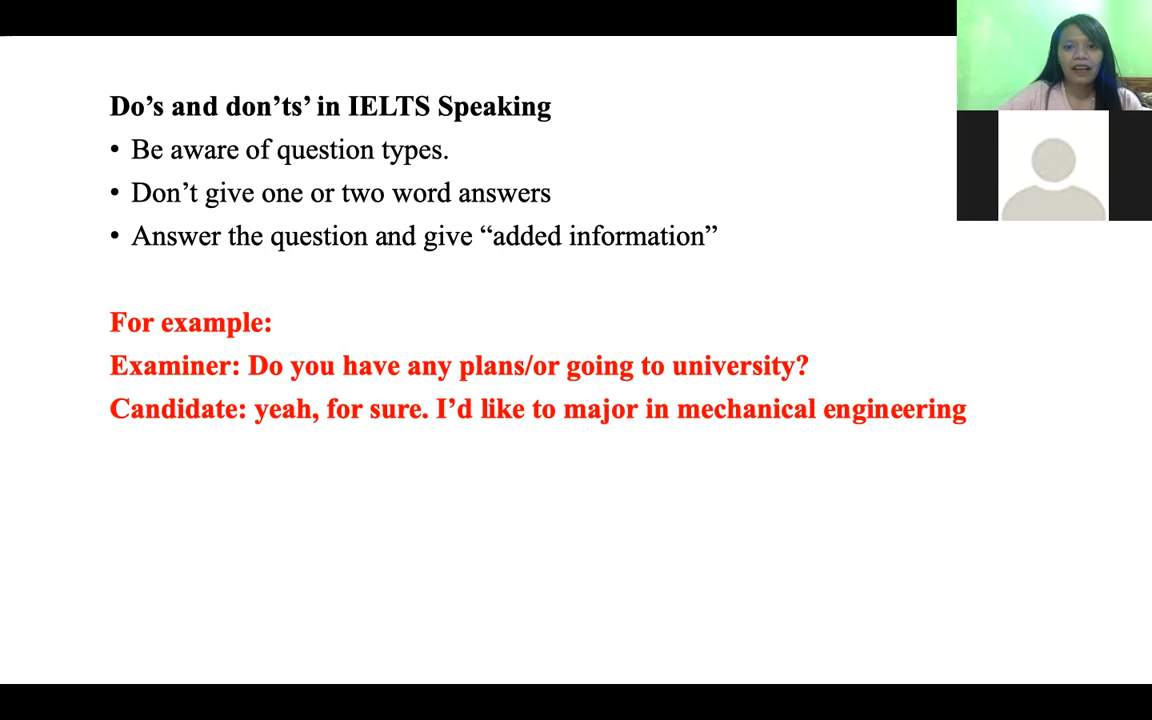 Do’s and don’ts’ in IELTS Speaking
• Be aware of question types.
• Don’t give one or two word answers
• Answer the question and give “added information”
For example:
Examiner: Do you have any plans/or going to university?
Candidate: yeah, for sure. I’d like to major in mechanical engineering